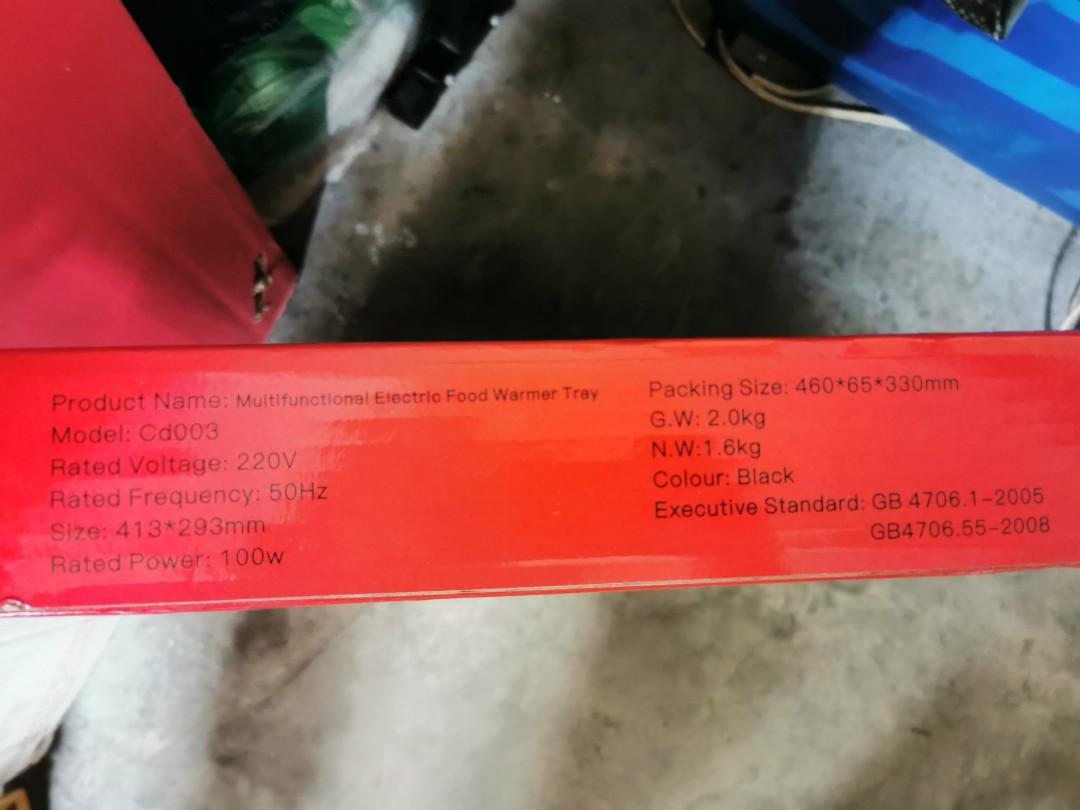 Product Name: Multifunctional Electric Food Warmer Tray
Model: Cd003
Rated Voltage: 220V
Rated Frequency: 50Hz
Size: 413*293mm
Rated Power: 100w
Packing Size: 460*65*330mm
G.W: 2.0kg
N.W:1.6kg
Colour: Black
Executive Standard: GB 4706.1-2005
GB4706.55-2008